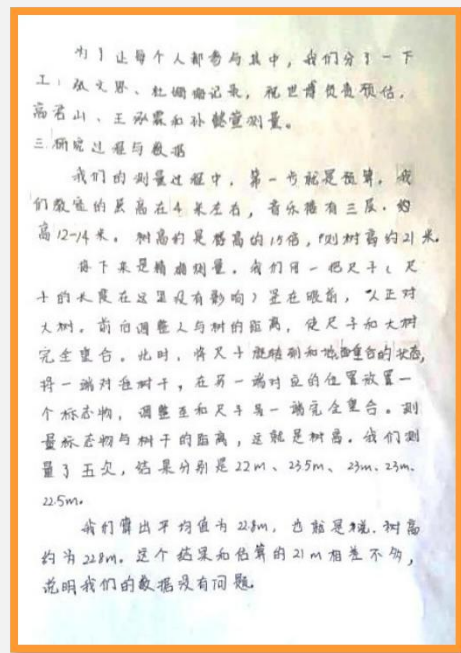 为了让每个人都参与其中，我们分了一下
工：张文昊、杜姗姗记录，祝世博负责预估，
高若山、王承霖和孙懿萱测量。
三.研究过程与数据
我们的测量过程中，第一步就是预算。我
们教室的层高在4米左右，音乐楼有三层，约
高12-14米。树高约是楼高的1.5倍，则树高约21米。
接下来是精确测量。我们用一把尺子（尺
子的长度在这里没有影响）竖在眼前，人正对
大树。前后调整人与树的距离，使尺子和大树
完全重合。此时，将尺子旋转到和地面重合的状态，
将一端对准树干，在另一端对应的位置放置一
个标志物，调整至和尺子另一端完全重合。测
量标志物与树干的距离，这就是树高。我们测
量了五次，结果分别是22m、23.5m、23m、23m、
22.5m。
我们算出平均值为22.8m，也就是说，树高
约为22.8m。这个结果和估算的21m相差不多，
说明我们的数据没有问题。